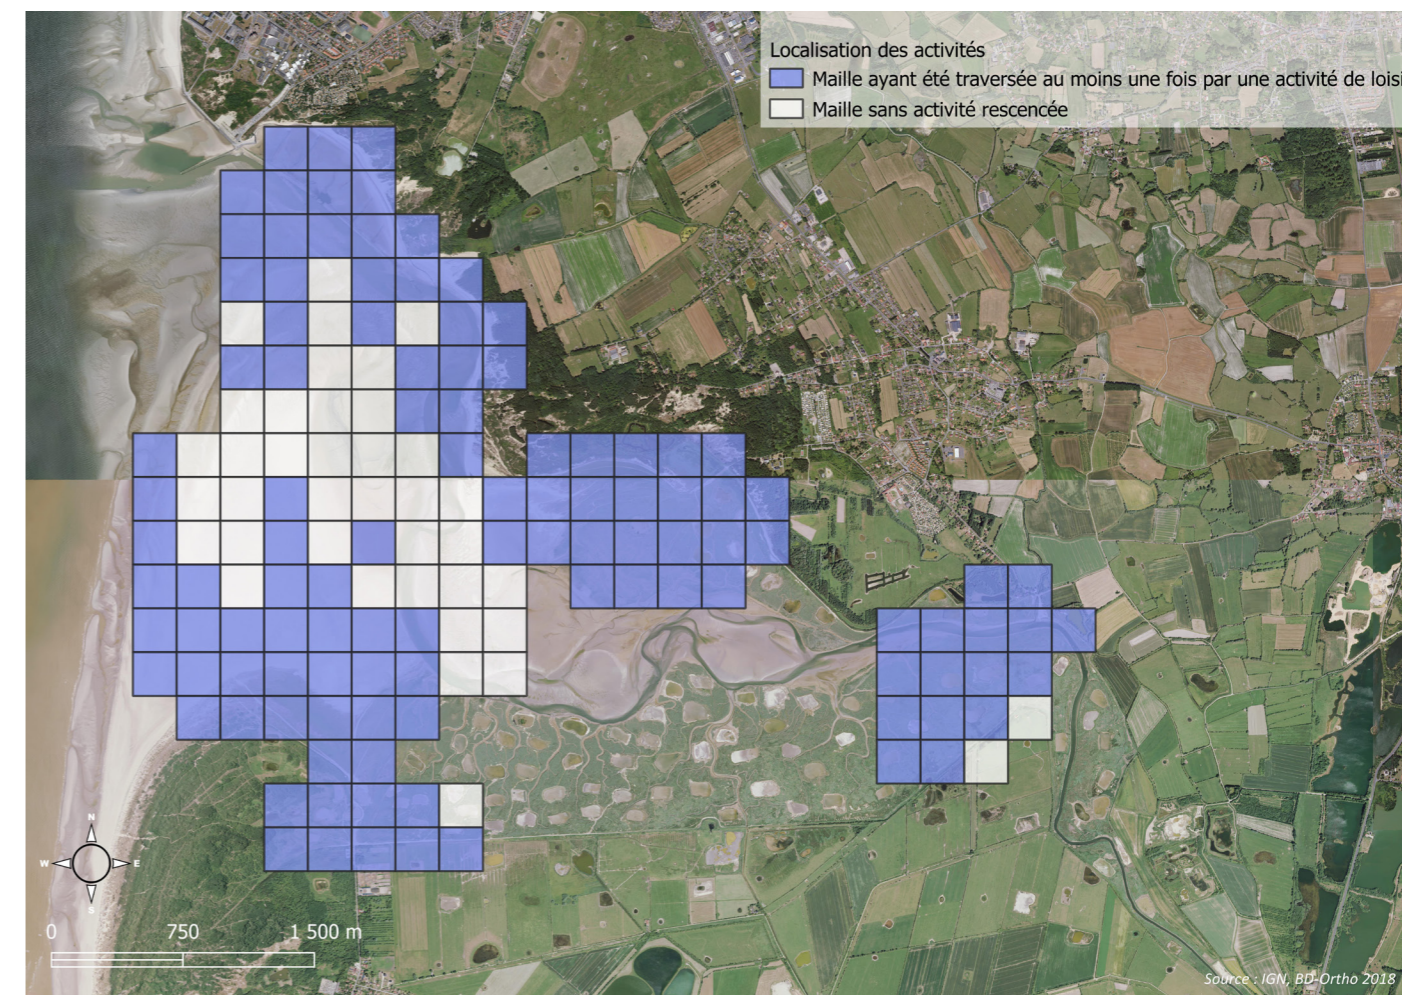 Localisation des activités
Maille ayant été traversée au moins une fois par une activité de loisi
Maille sans activité rescencée
N
W E
S
0 750 1 500 m
Source : IGN, BD-Ortho 2018